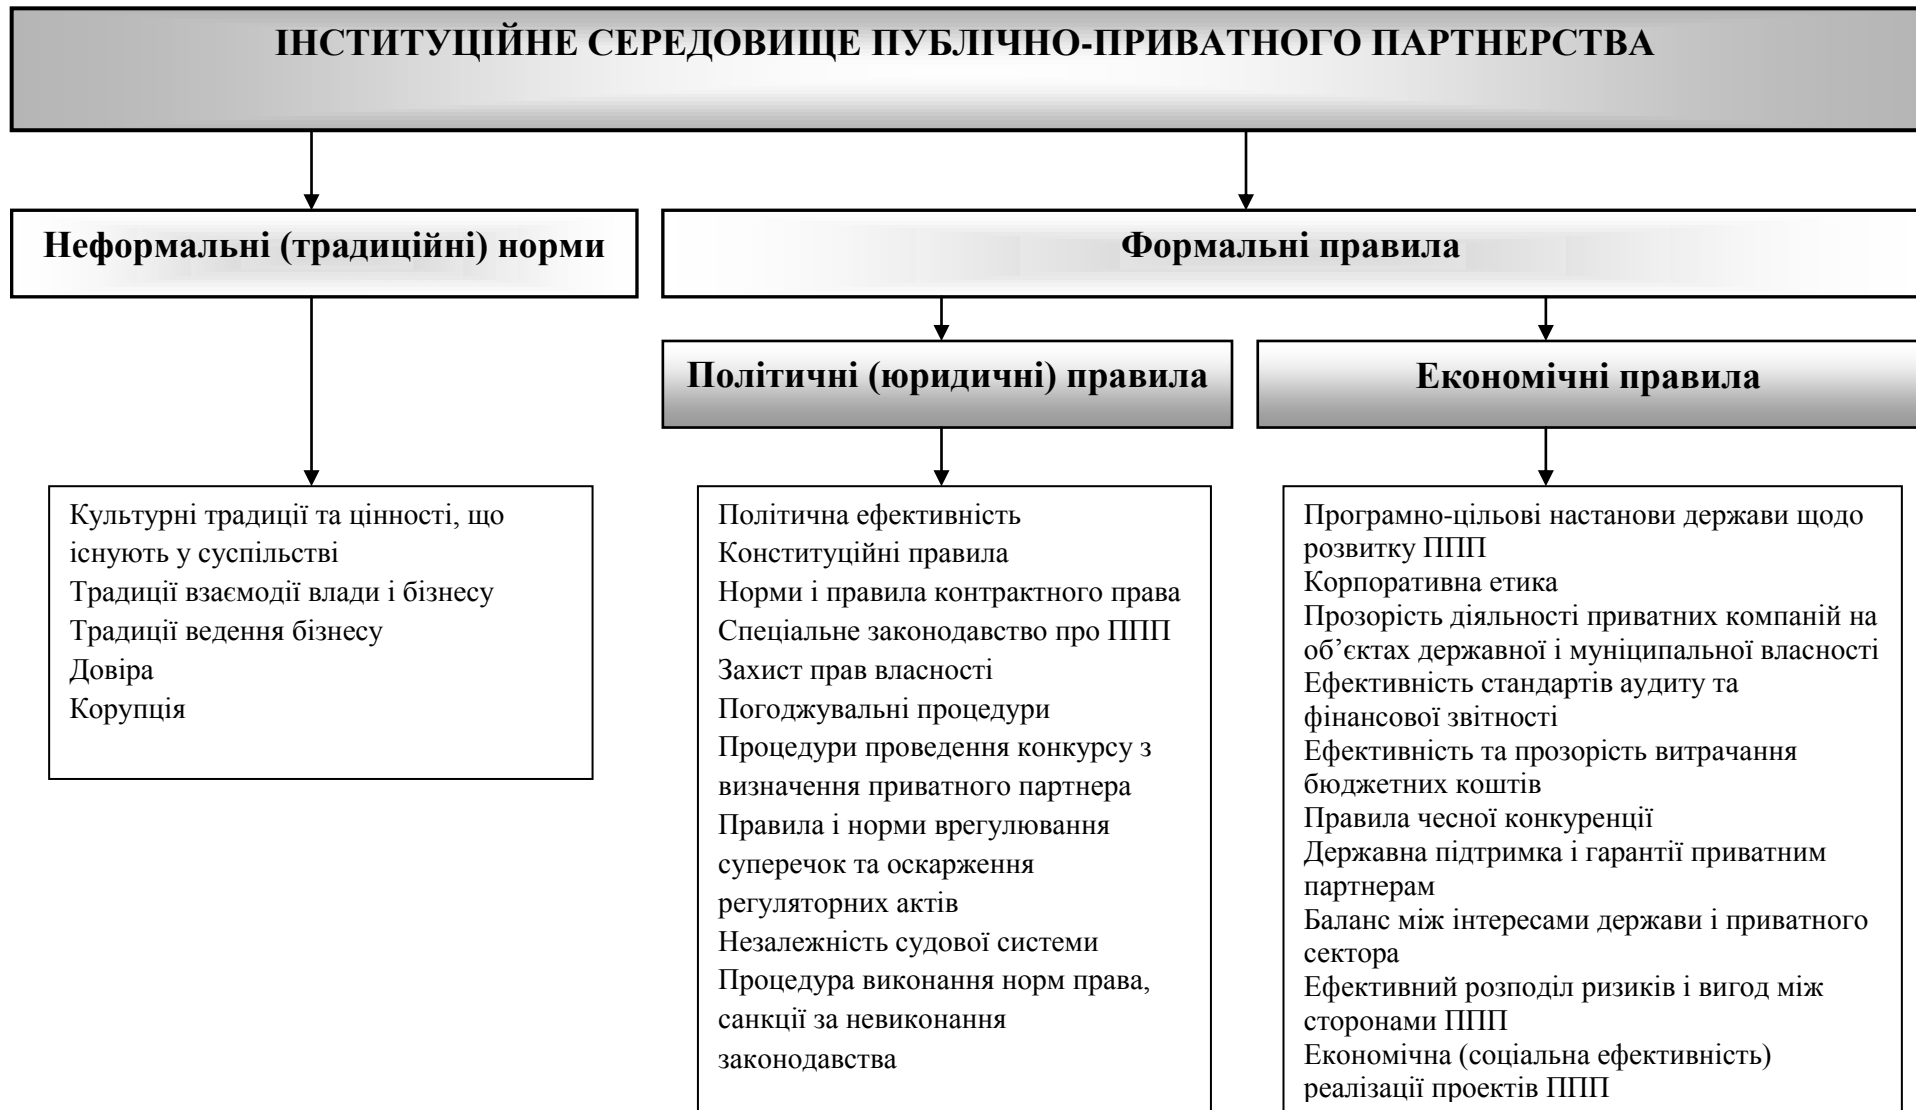 ІНСТИТУЦІЙНЕ СЕРЕДОВИЩЕ ПУБЛІЧНО-ПРИВАТНОГО ПАРТНЕРСТВА
Неформальні (традиційні) норми
Формальні правила
Політичні (юридичні) правила
Економічні правила
Культурні традиції та цінності, що
існують у суспільстві
Традиції взаємодії влади і бізнесу
Традиції ведення бізнесу
Довіра
Корупція
Політична ефективність
Конституційні правила
Норми і правила контрактного права
Спеціальне законодавство про ППП
Захист прав власності
Погоджувальні процедури
Процедури проведення конкурсу з
визначення приватного партнера
Правила і норми врегулювання
суперечок та оскарження
регуляторних актів
Незалежність судової системи
Процедура виконання норм права,
санкції за невиконання
законодавства
Програмно-цільові настанови держави щодо
розвитку ППП
Корпоративна етика
Прозорість діяльності приватних компаній на
об’єктах державної і муніципальної власності
Ефективність стандартів аудиту та
фінансової звітності
Ефективність та прозорість витрачання
бюджетних коштів
Правила чесної конкуренції
Державна підтримка і гарантії приватним
партнерам
Баланс між інтересами держави і приватного
сектора
Ефективний розподіл ризиків і вигод між
сторонами ППП
Економічна (соціальна ефективність)
реалізації проектів ППП